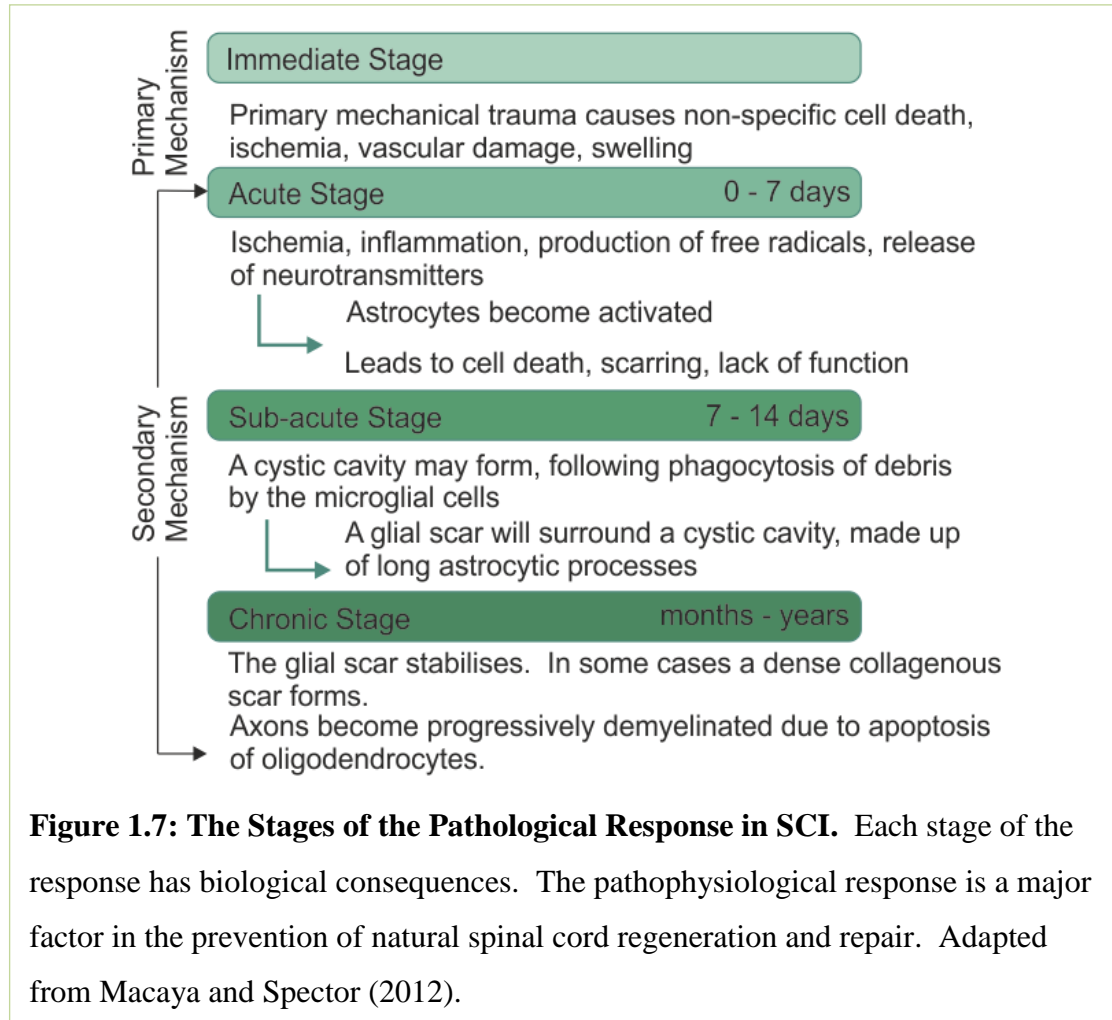 Primary
Mechanism
Immediate Stage
Primary mechanical trauma causes non-specific cell death,
ischemia, vascular damage, swelling
Acute Stage 0 - 7 days
Ischemia, inflammation, production of free radicals, release
of neurotransmitters
Astrocytes become activated
Leads to cell death, scarring, lack of function
Secondary
Mechanism
Sub-acute Stage 7 - 14 days
A cystic cavity may form, following phagocytosis of debris
by the microglial cells
A glial scar will surround a cystic cavity, made up
of long astrocytic processes
Chronic Stage months - years
The glial scar stabilises.  In some cases a dense collagenous
scar forms.
Axons become progressively demyelinated due to apoptosis
of oligodendrocytes.
Figure 1.7: The Stages of the Pathological Response in SCI.  Each stage of the
response has biological consequences.  The pathophysiological response is a major
factor in the prevention of natural spinal cord regeneration and repair.  Adapted
from Macaya and Spector (2012).